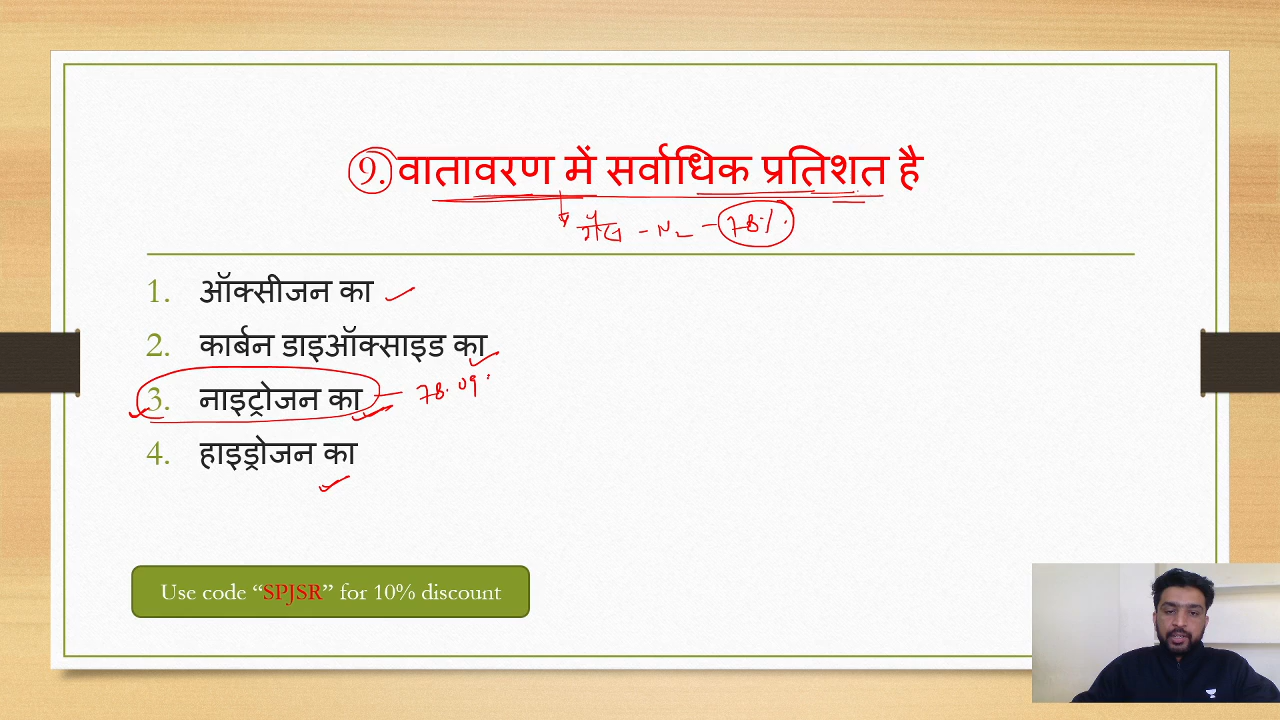 9. वातावरण में सर्वाधिक प्रतिशत है
गैस - N2 - 78%
1. ऑक्सीजन का
2. कार्बन डाइऑक्साइड का
3. नाइट्रोजन का - 78.09%
4. हाइड्रोजन का
Use code “SPJSR” for 10% discount